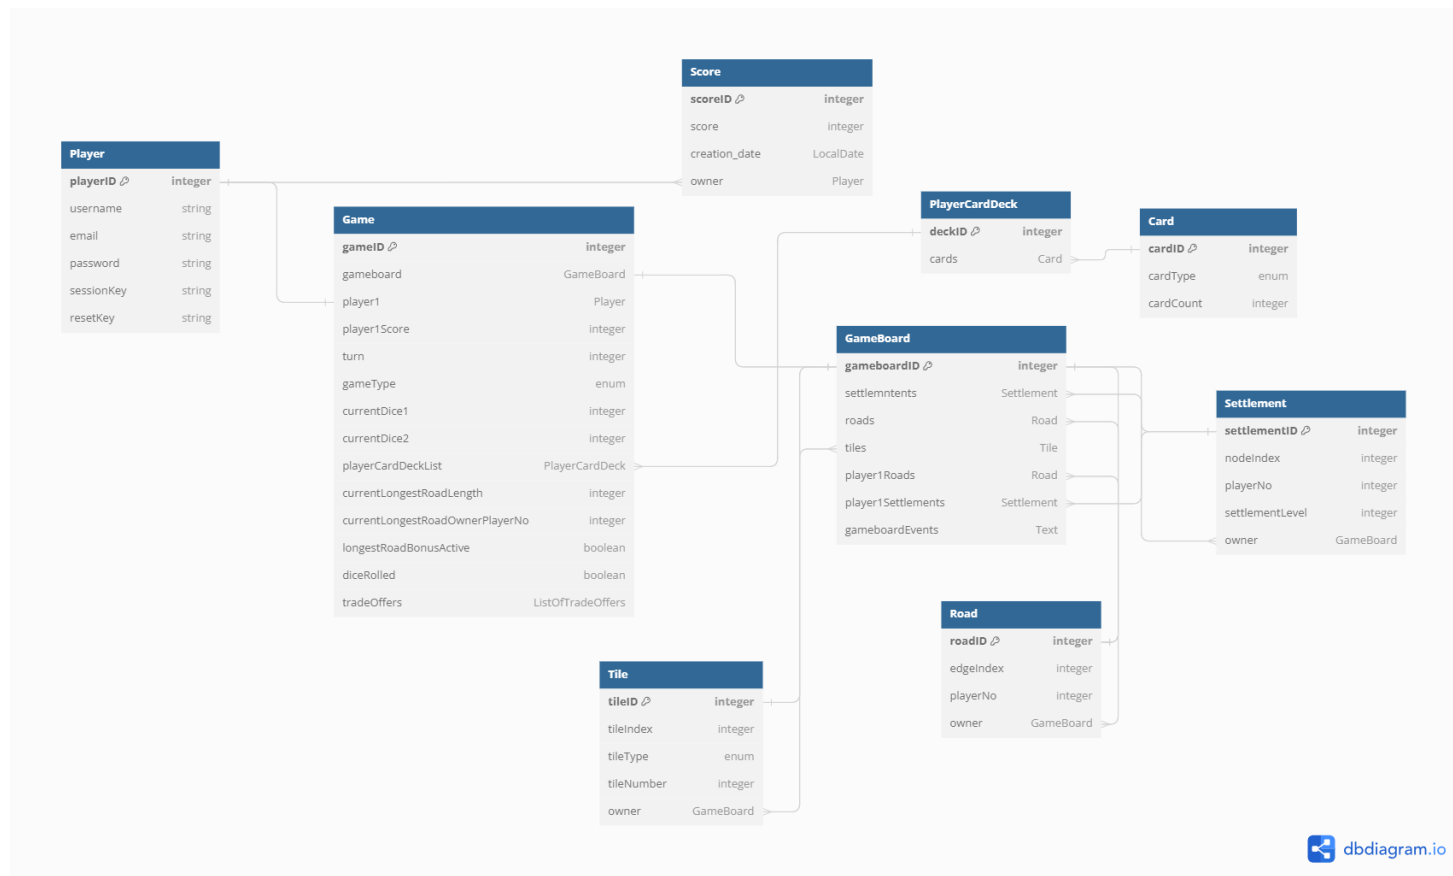 Score
scoreID integer
score integer
creation_date LocalDate
owner Player
Player
playerID integer
username string
email string
password string
sessionKey string
resetKey string
Game
gameID integer
gameboard GameBoard
player1 Player
player1Score integer
turn integer
gameType enum
currentDice1 integer
currentDice2 integer
playerCardDeckList PlayerCardDeck
currentLongestRoadLength integer
currentLongestRoadOwnerPlayerNo integer
longestRoadBonusActive boolean
diceRolled boolean
tradeOffers ListOfTradeOffers
PlayerCardDeck
deckID integer
cards Card
Card
cardID integer
cardType enum
cardCount integer
GameBoard
gameboardID integer
settlemntents Settlement
roads Road
tiles Tile
player1Roads Road
player1Settlements Settlement
gameboardEvents Text
Settlement
settlementID integer
nodeIndex integer
playerNo integer
settlementLevel integer
owner GameBoard
Road
roadID integer
edgeIndex integer
playerNo integer
owner GameBoard
Tile
tileID integer
tileIndex integer
tileType enum
tileNumber integer
owner GameBoard
dbdiagram.io